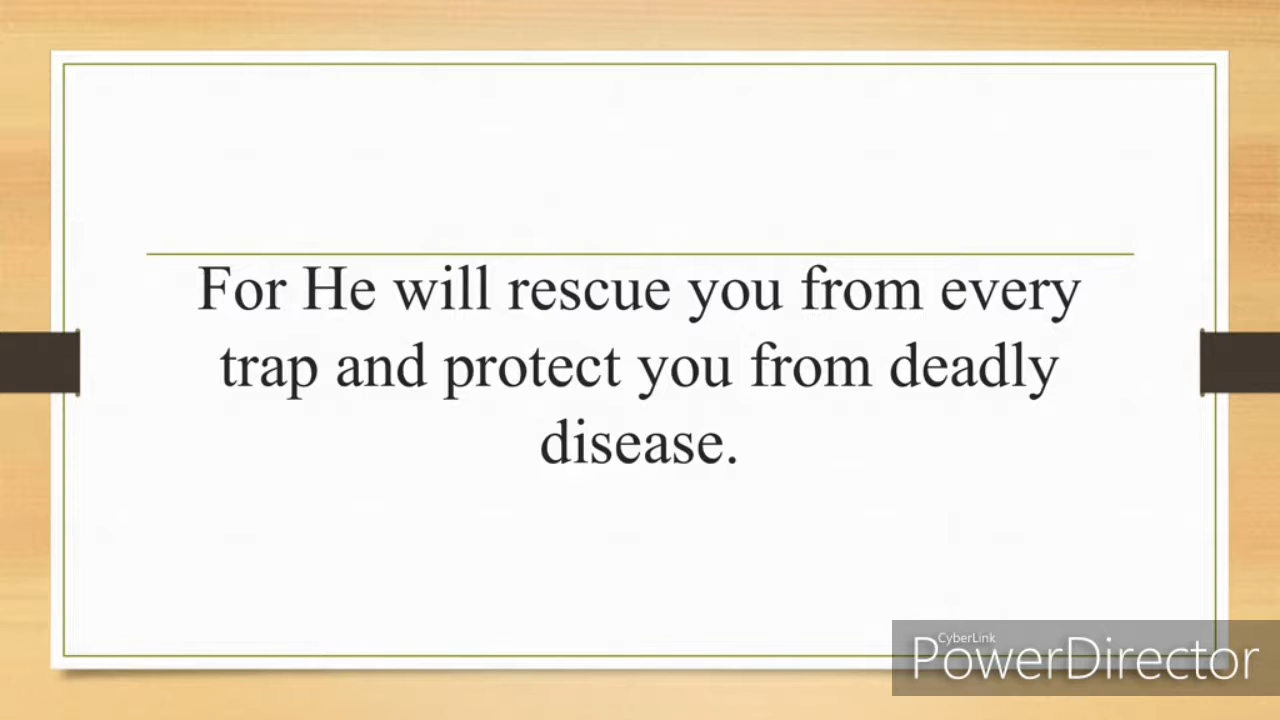 For He will rescue you from every
trap and protect you from deadly
disease.
CyberLink
PowerDirector